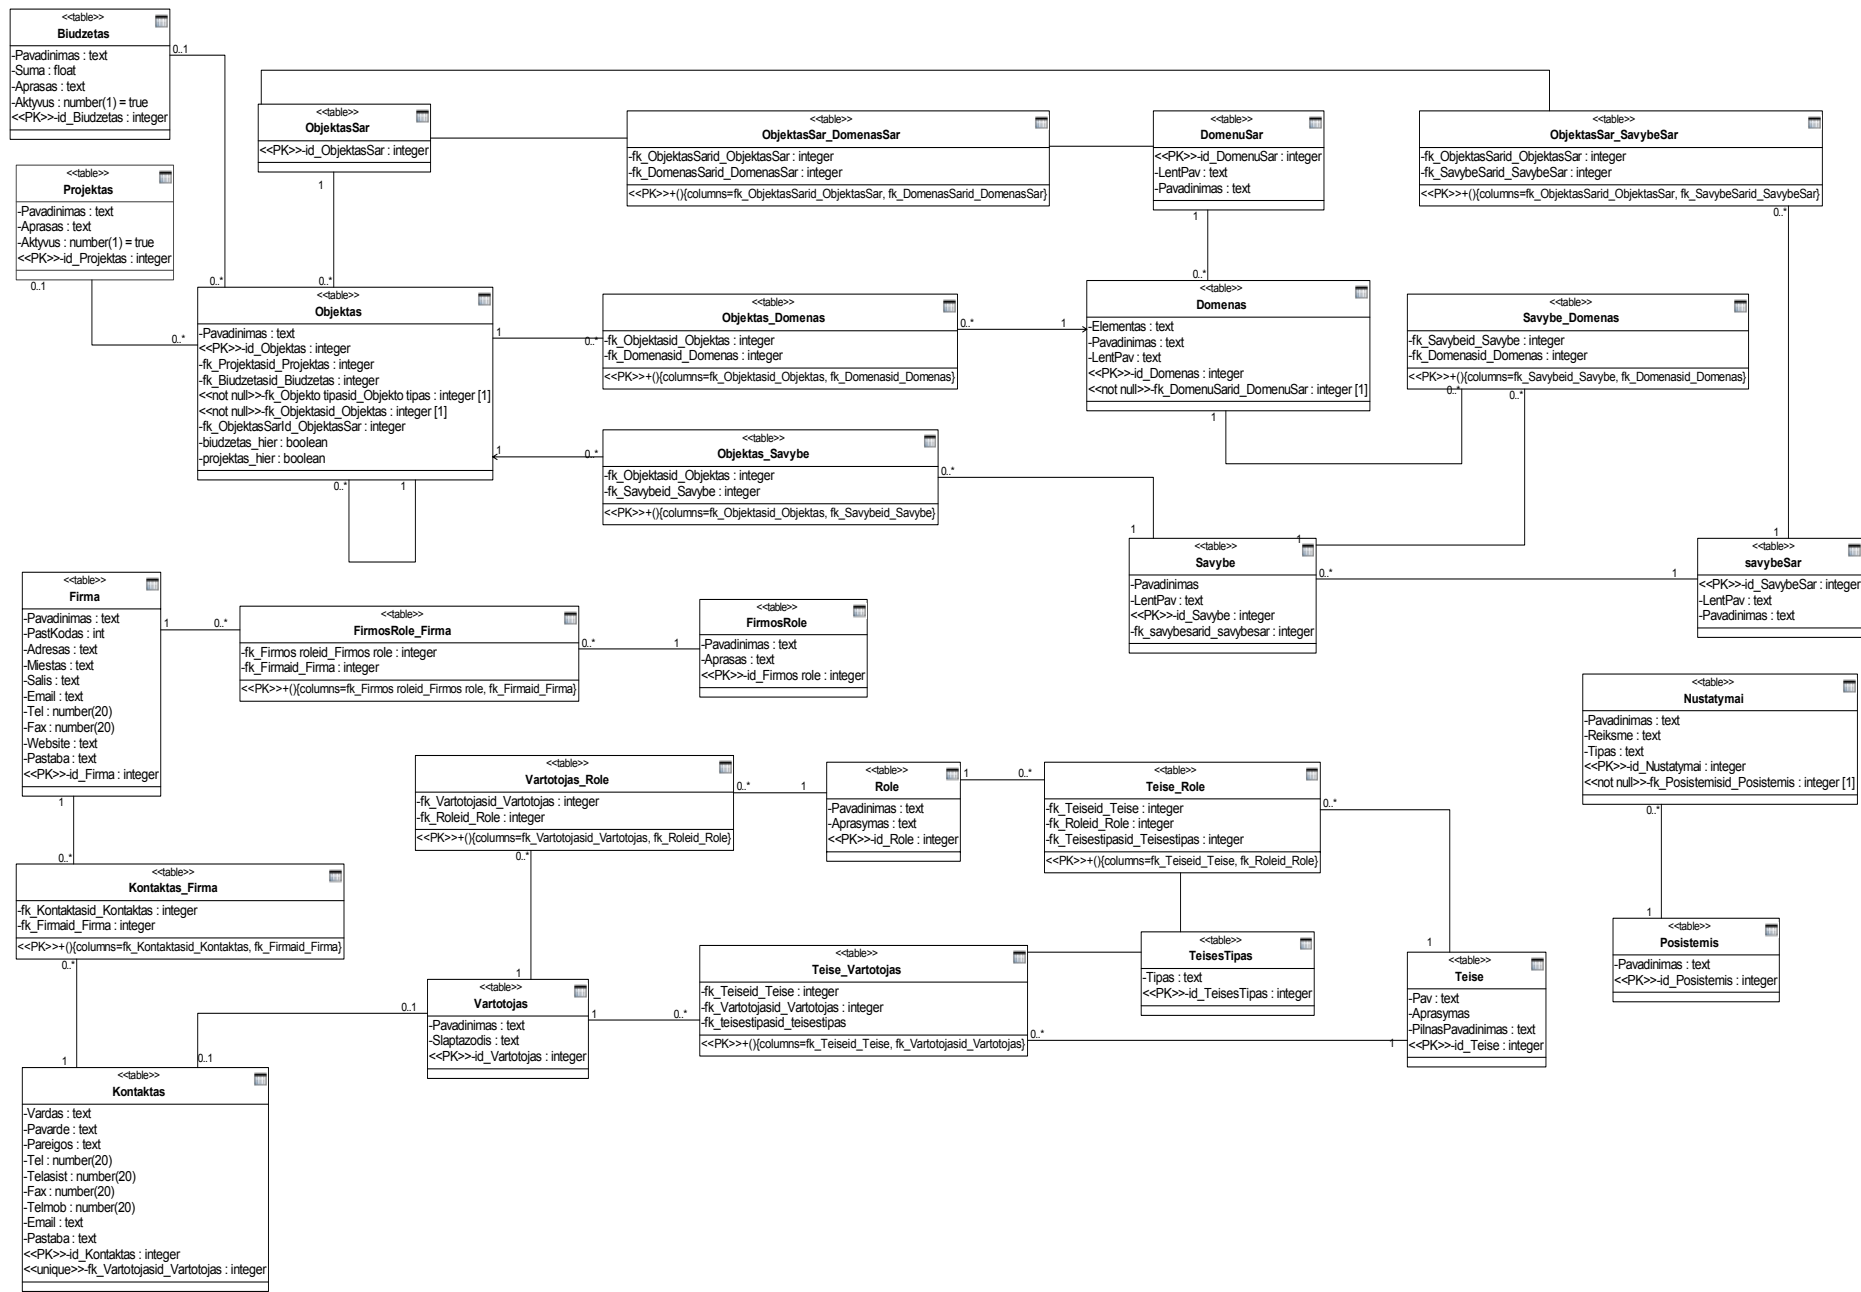 <<table>>
Biudzetas
-Pavadinimas : text
-Suma : float
-Aprasas : text
-Aktyvus : number(1) = true
<<PK>>-id_Biudzetas : integer
0..1
0..*
<<table>>
Projektas
-Pavadinimas : text
-Aprasas : text
-Aktyvus : number(1) = true
<<PK>>-id_Projektas : integer
0..1
0..*
<<table>>
ObjektasSar
<<PK>>-id_ObjektasSar : integer
1
0..*
<<table>>
ObjektasSar_DomenasSar
-fk_ObjektasSarid_ObjektasSar : integer
-fk_DomenasSarid_DomenasSar : integer
<<PK>>+(){columns=fk_ObjektasSarid_ObjektasSar, fk_DomenasSarid_DomenasSar}
<<table>>
DomenuSar
<<PK>>-id_DomenuSar : integer
-LentPav : text
-Pavadinimas : text
1
0..*
<<table>>
ObjektasSar_SavybeSar
-fk_ObjektasSarid_ObjektasSar : integer
-fk_SavybeSarid_SavybeSar : integer
<<PK>>+(){columns=fk_ObjektasSarid_ObjektasSar, fk_SavybeSarid_SavybeSar}
0..*
<<table>>
Objektas
-Pavadinimas : text
<<PK>>-id_Objektas : integer
-fk_Projektasid_Projektas : integer
-fk_Biudzetasid_Biudzetas : integer
<<not null>>-fk_Objekto tipasid_Objekto tipas : integer [1]
<<not null>>-fk_Objektasid_Objektas : integer [1]
-fk_ObjektasSarId_ObjektasSar : integer
-biudzetas_hier : boolean
-projektas_hier : boolean
1
0..*
1
0..*
0..*
1
<<table>>
Objektas_Domenas
-fk_Objektasid_Objektas : integer
-fk_Domenasid_Domenas : integer
<<PK>>+(){columns=fk_Objektasid_Objektas, fk_Domenasid_Domenas}
0..*
1
<<table>>
Domenas
-Elementas : text
-Pavadinimas : text
-LentPav : text
<<PK>>-id_Domenas : integer
<<not null>>-fk_DomenuSarid_DomenuSar : integer [1]
1
<<table>>
Savybe_Domenas
-fk_Savybeid_Savybe : integer
-fk_Domenasid_Domenas : integer
<<PK>>+(){columns=fk_Savybeid_Savybe, fk_Domenasid_Domenas}
0..*
0..*
<<table>>
Objektas_Savybe
-fk_Objektasid_Objektas : integer
-fk_Savybeid_Savybe : integer
<<PK>>+(){columns=fk_Objektasid_Objektas, fk_Savybeid_Savybe}
0..*
1
1
<<table>>
Savybe
-Pavadinimas
-LentPav : text
<<PK>>-id_Savybe : integer
-fk_savybesarid_savybesar : integer
0..*
1
1
<<table>>
savybeSar
<<PK>>-id_SavybeSar : integer
-LentPav : text
-Pavadinimas : text
<<table>>
Firma
-Pavadinimas : text
-PastKodas : int
-Adresas : text
-Miestas : text
-Salis : text
-Email : text
-Tel : number(20)
-Fax : number(20)
-Website : text
-Pastaba : text
<<PK>>-id_Firma : integer
1
0..*
1
0..*
<<table>>
FirmosRole_Firma
-fk_Firmos roleid_Firmos role : integer
-fk_Firmaid_Firma : integer
<<PK>>+(){columns=fk_Firmos roleid_Firmos role, fk_Firmaid_Firma}
0..*
1
<<table>>
FirmosRole
-Pavadinimas : text
-Aprasas : text
<<PK>>-id_Firmos role : integer
<<table>>
Nustatymai
-Pavadinimas : text
-Reiksme : text
-Tipas : text
<<PK>>-id_Nustatymai : integer
<<not null>>-fk_Posistemisid_Posistemis : integer [1]
0..*
1
<<table>>
Vartotojas_Role
-fk_Vartotojasid_Vartotojas : integer
-fk_Roleid_Role : integer
<<PK>>+(){columns=fk_Vartotojasid_Vartotojas, fk_Roleid_Role}
0..*
1
0..*
1
<<table>>
Role
-Pavadinimas : text
-Aprasymas : text
<<PK>>-id_Role : integer
1
0..*
<<table>>
Teise_Role
-fk_Teiseid_Teise : integer
-fk_Roleid_Role : integer
-fk_Teisestipasid_Teisestipas : integer
<<PK>>+(){columns=fk_Teiseid_Teise, fk_Roleid_Role}
0..*
1
<<table>>
Kontaktas_Firma
-fk_Kontaktasid_Kontaktas : integer
-fk_Firmaid_Firma : integer
<<PK>>+(){columns=fk_Kontaktasid_Kontaktas, fk_Firmaid_Firma}
0..*
1
<<table>>
Vartotojas
-Pavadinimas : text
-Slaptazodis : text
<<PK>>-id_Vartotojas : integer
0..1
0..1
1
0..*
<<table>>
Teise_Vartotojas
-fk_Teiseid_Teise : integer
-fk_Vartotojasid_Vartotojas : integer
-fk_teisestipasid_teisestipas
<<PK>>+(){columns=fk_Teiseid_Teise, fk_Vartotojasid_Vartotojas}
0..*
1
<<table>>
TeisesTipas
-Tipas : text
<<PK>>-id_TeisesTipas : integer
<<table>>
Teise
-Pav : text
-Aprasymas
-PilnasPavadinimas : text
<<PK>>-id_Teise : integer
<<table>>
Posistemis
-Pavadinimas : text
<<PK>>-id_Posistemis : integer
<<table>>
Kontaktas
-Vardas : text
-Pavarde : text
-Pareigos : text
-Tel : number(20)
-Telasist : number(20)
-Fax : number(20)
-Telmob : number(20)
-Email : text
-Pastaba : text
<<PK>>-id_Kontaktas : integer
<<unique>>-fk_Vartotojasid_Vartotojas : integer